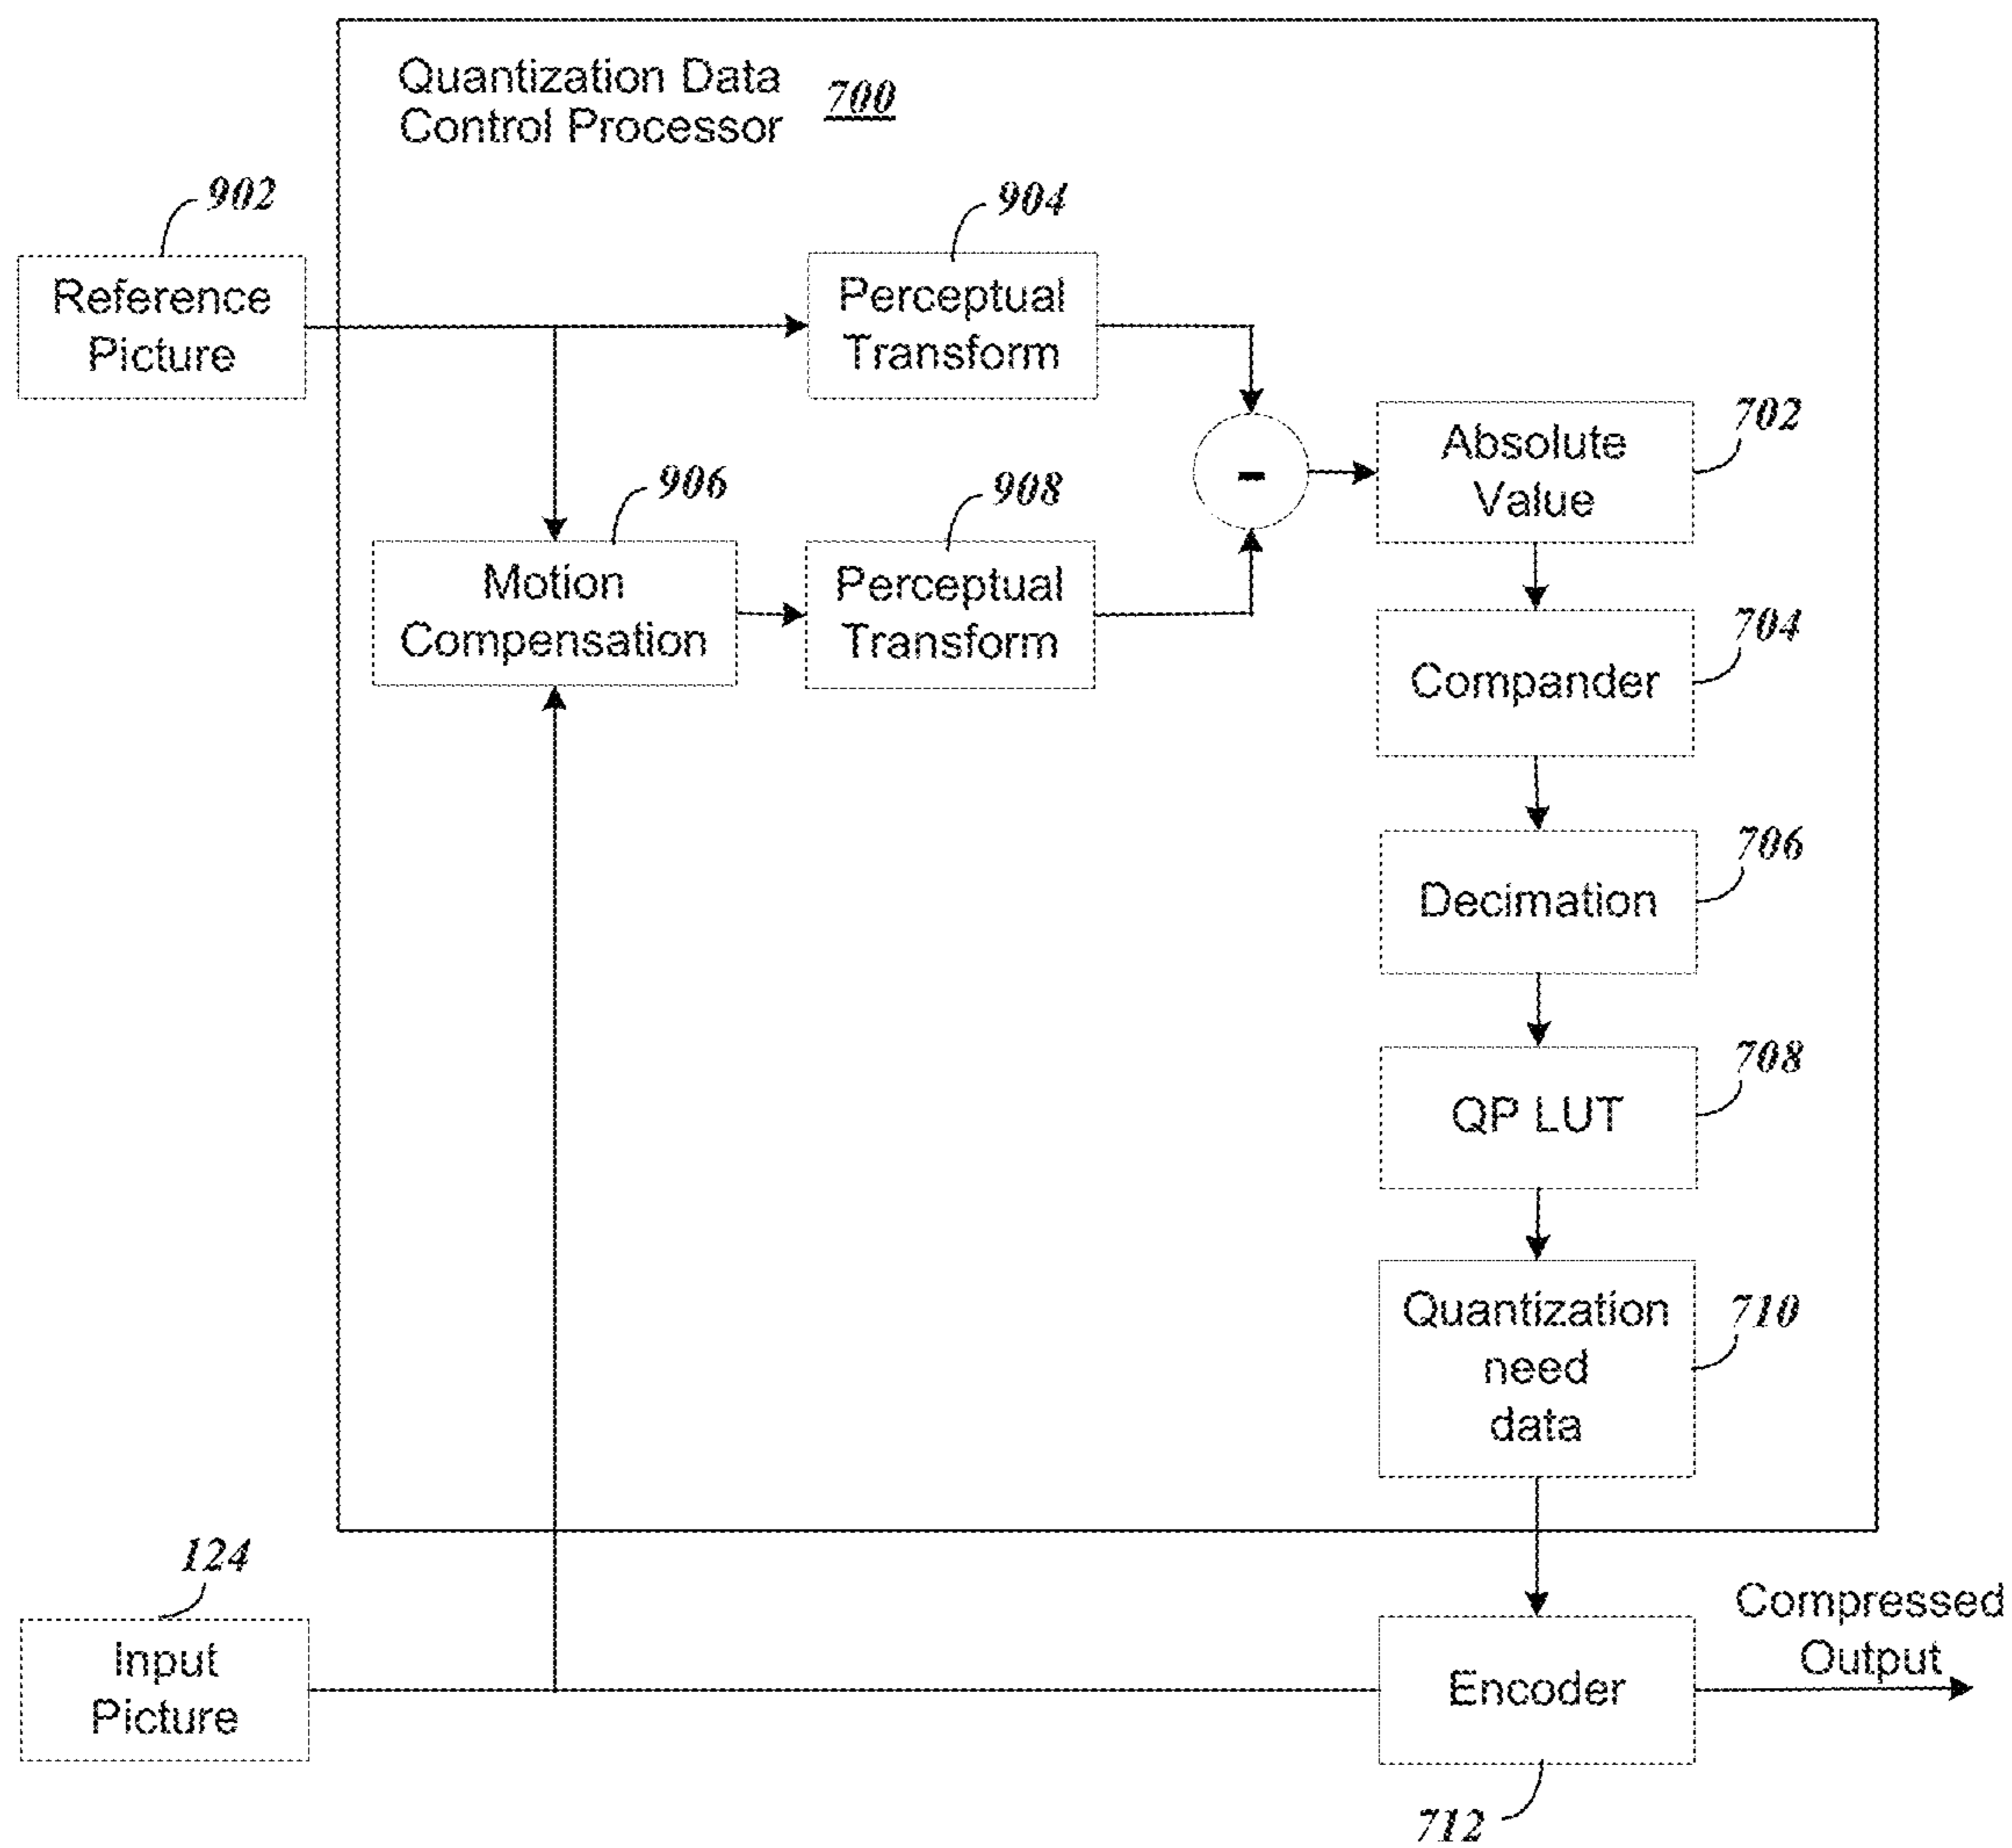 Quantization Data
Control Processor
700
902
904
Reference
Picture
Perceptual
Transform
702
Absolute
Value
-
906
908
Motion
Compensation
Perceptual
Transform
704
Compander
706
Decimation
708
QP LUT
710
Quantization
need
data
124
Input
Picture
Encoder
Compressed
Output
712